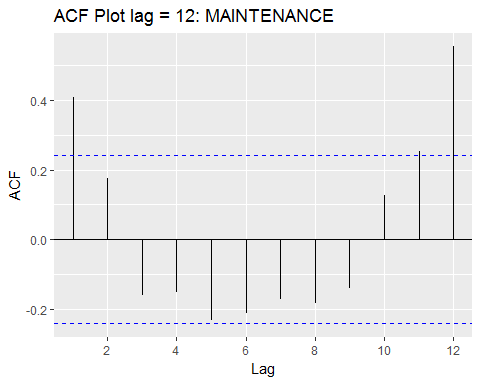 ACF Plot lag = 12: MAINTENANCE
0.4
0.2
0.0
-0.2
ACF
2 4 6 8 10 12
Lag